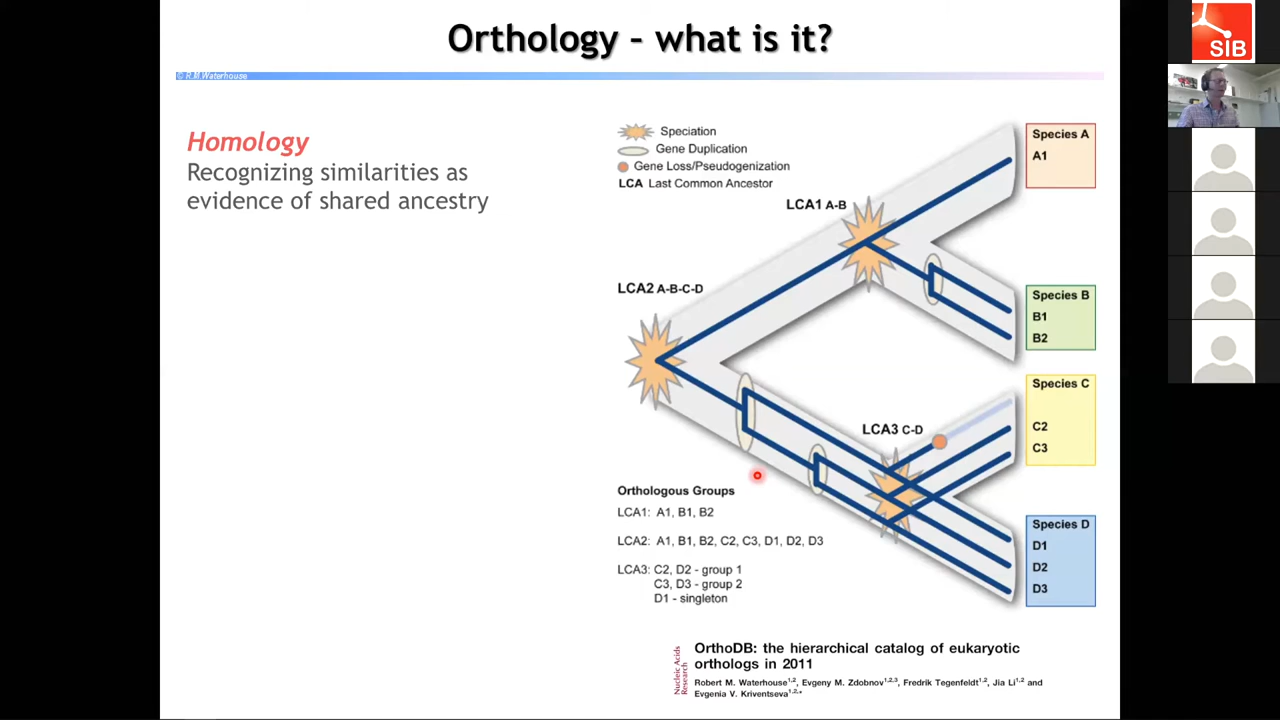 Orthology – what is it?
© R.M.Waterhouse
Homology
Recognizing similarities as
evidence of shared ancestry
Speciation
Gene Duplication
Gene Loss/Pseudogenization
LCA Last Common Ancestor
LCA1 A-B
LCA2 A-B-C-D
LCA3 C-D
Species A
A1
Species B
B1
B2
Species C
C2
C3
Species D
D1
D2
D3
Orthologous Groups
LCA1: A1, B1, B2
LCA2: A1, B1, B2, C2, C3, D1, D2, D3
LCA3: C2, D2 - group 1
C3, D3 - group 2
D1 - singleton
Nucleic Acids
Research
OrthoDB: the hierarchical catalog of eukaryotic
orthologs in 2011
Robert M. Waterhouse1,2, Evgeny M. Zdobnov1,2,3, Fredrik Tegenfeldt1,2, Jia Li1,2 and
Evgenia V. Kriventseva1,2,*
SIB